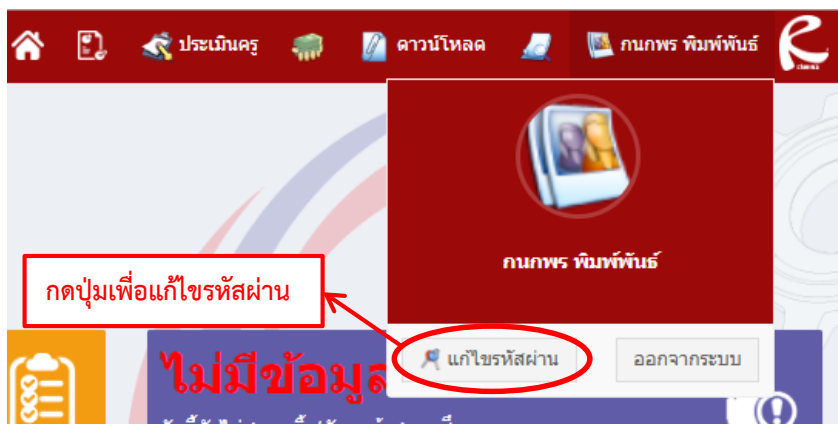 ประเมินครู ดาวน์โหลด กนกพร พิมพ์พันธ์
กนกพร พิมพ์พันธ์
กดปุ่มเพื่อแก้ไขรหัสผ่าน
แก้ไขรหัสผ่าน ออกจากระบบ
ไม่มีข้อมูล